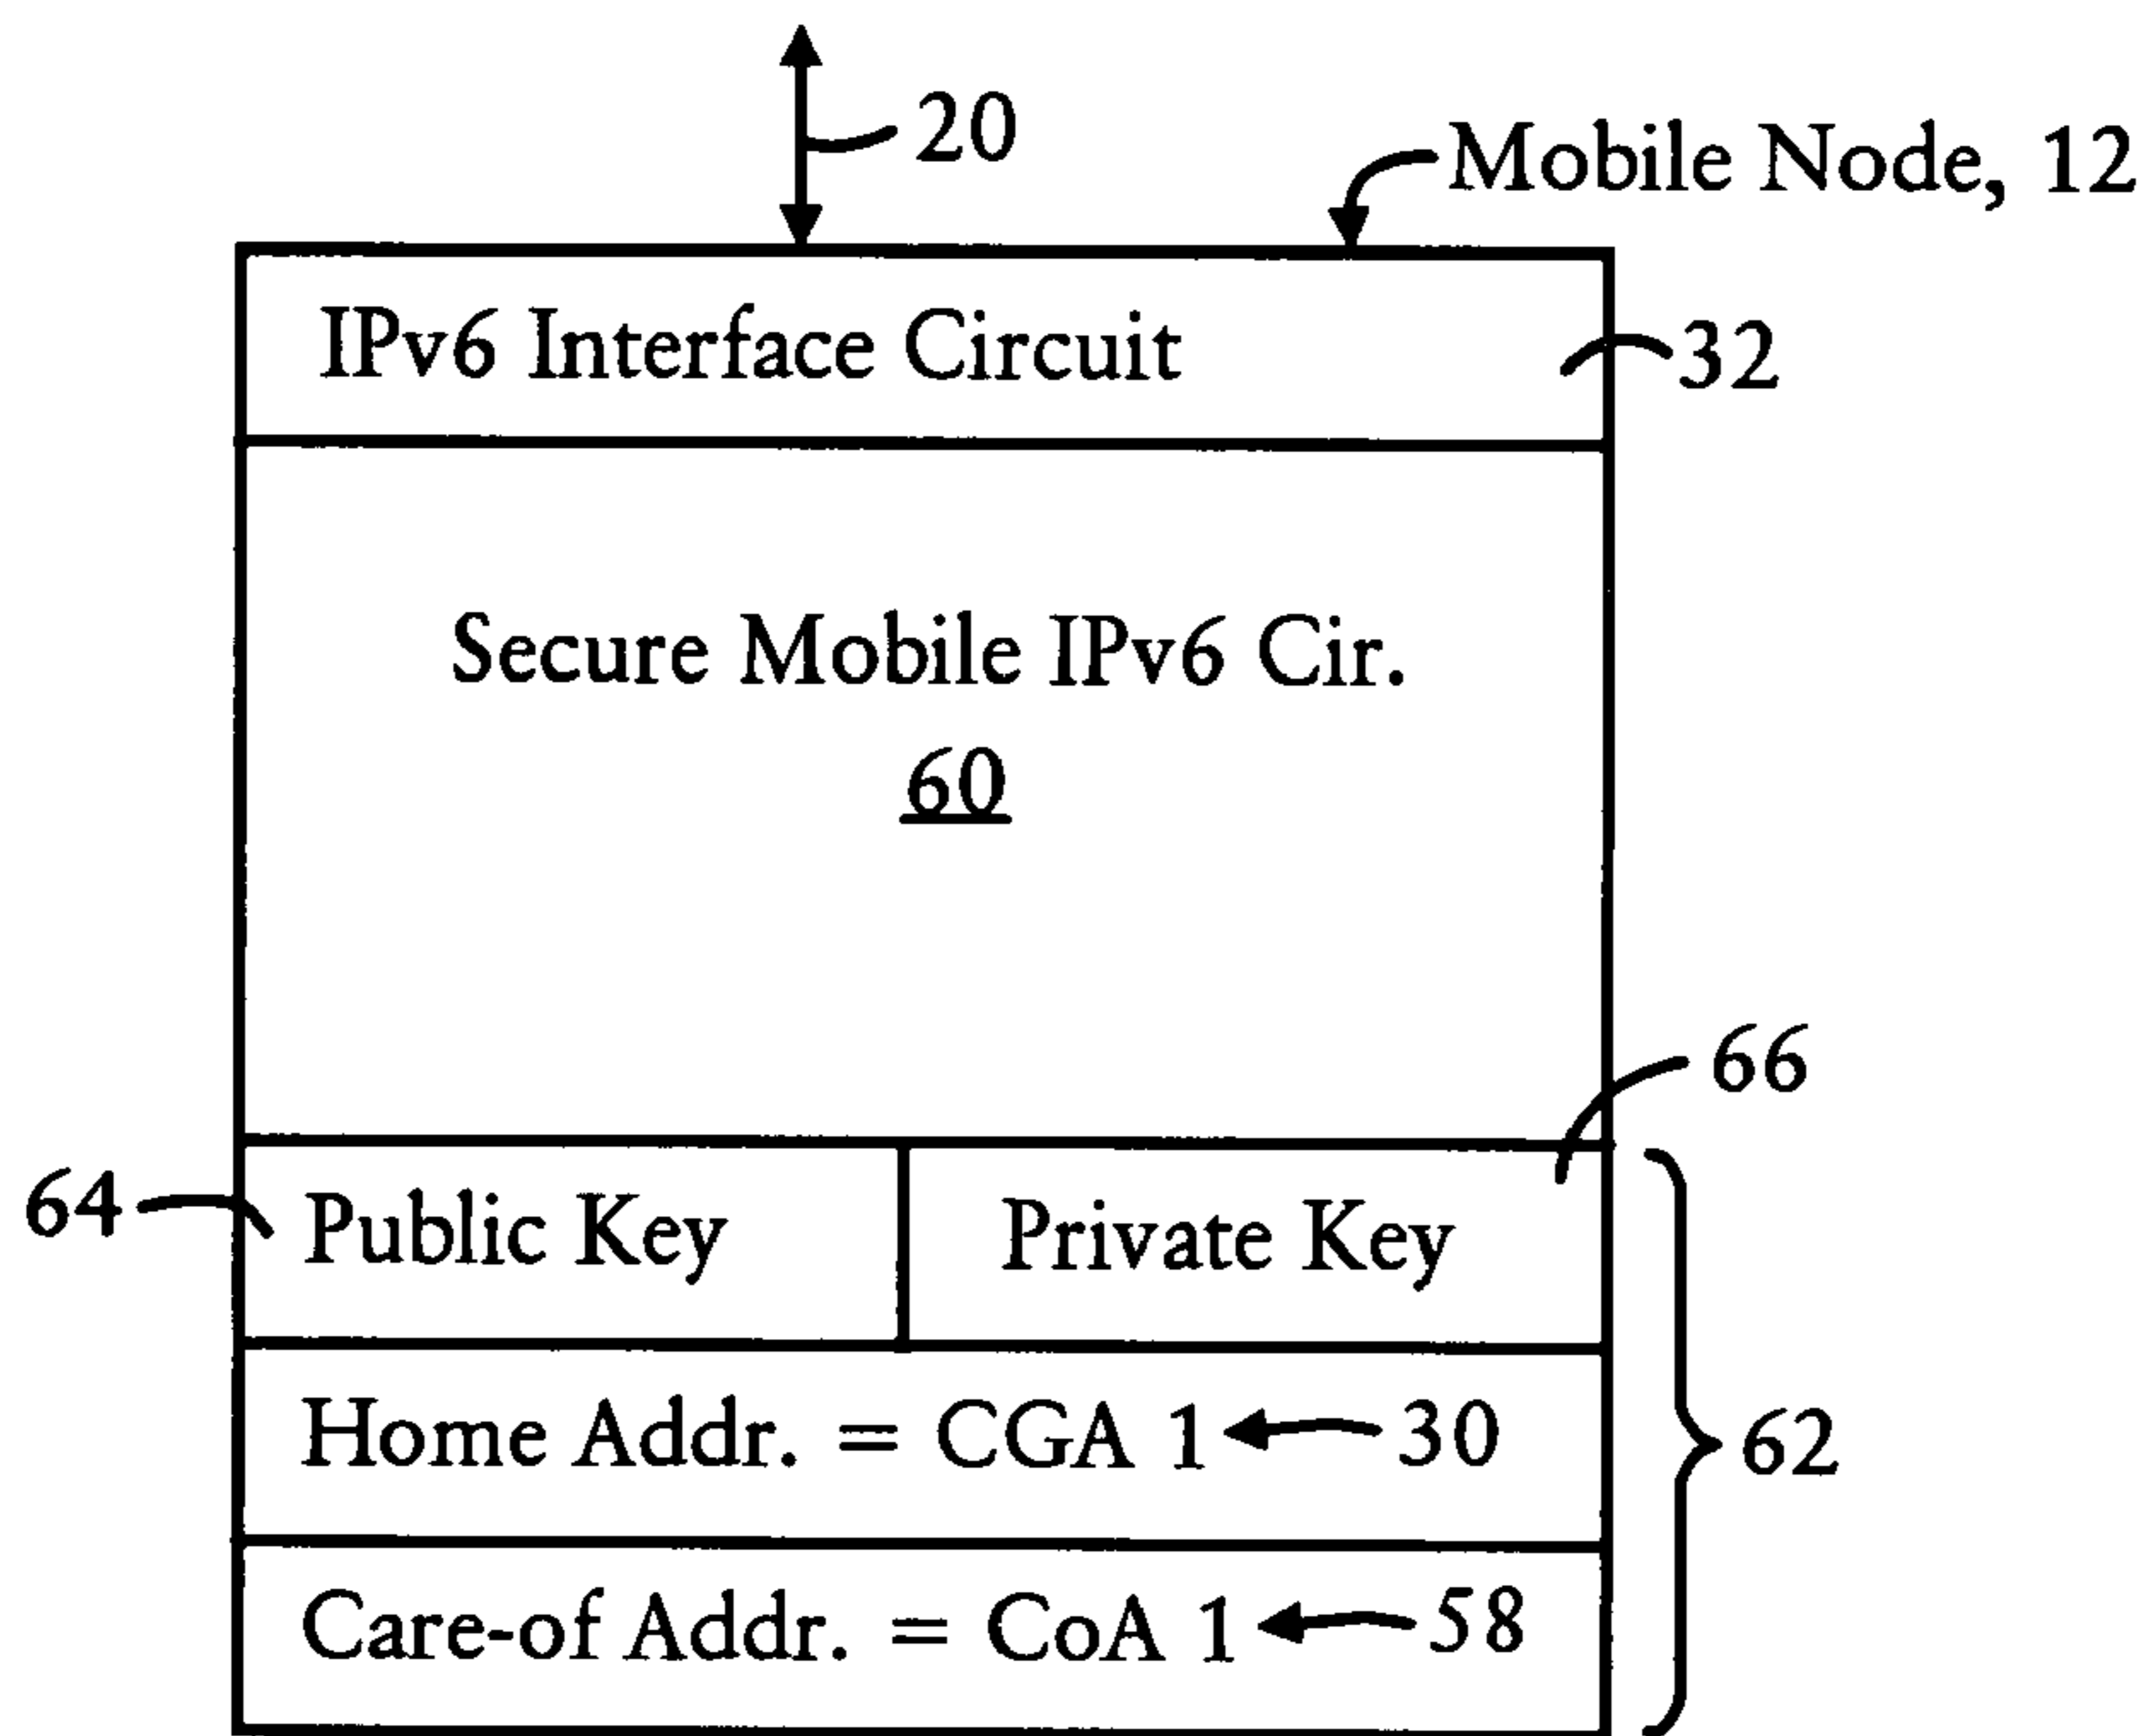 20
Mobile Node, 12
IPv6 Interface Circuit
32
Secure Mobile IPv6 Cir.
60
66
64
Public Key
Private Key
Home Addr. = CGA 1
30
62
Care-of Addr. = CoA 1
58